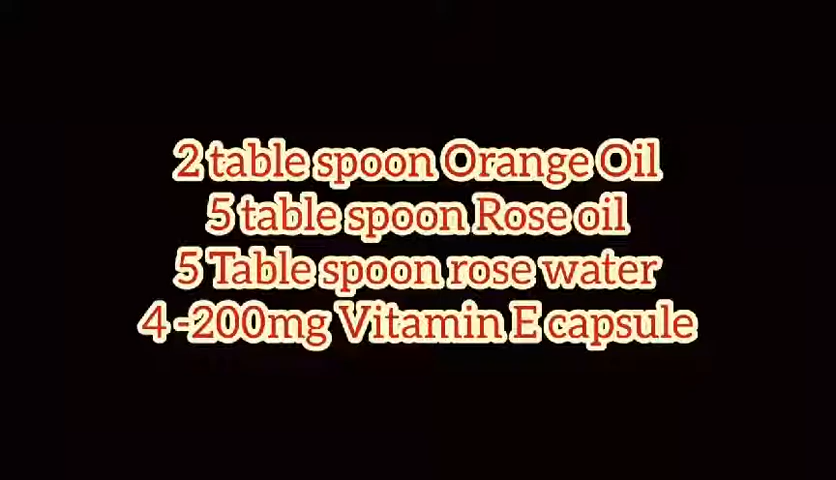 2 table spoon Orange Oil
5 table spoon Rose oil
5 Table spoon rose water
4 -200mg Vitamin E capsule